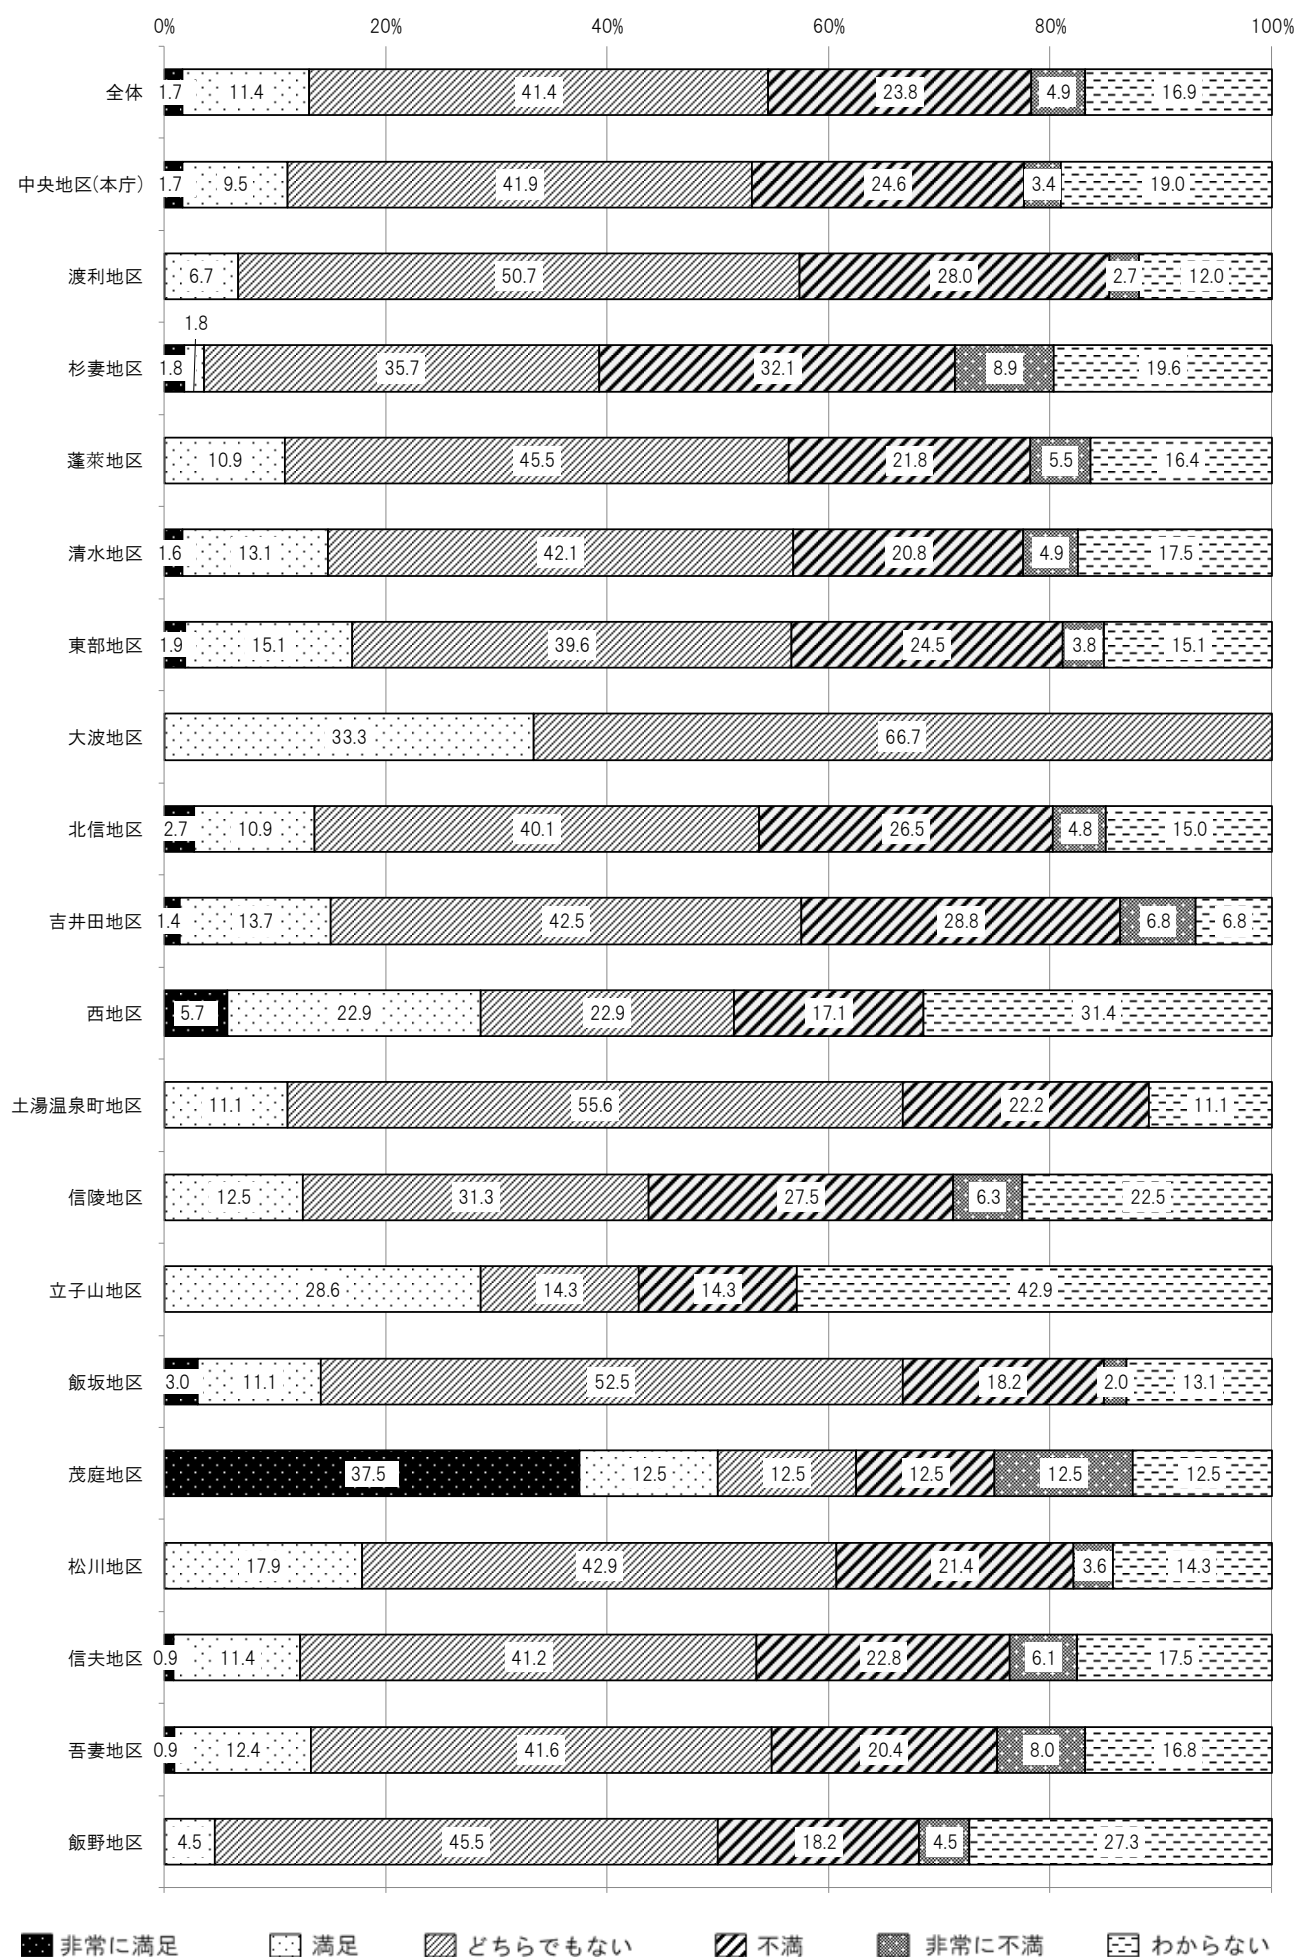 0% 20% 40% 60% 80% 100%
全体 1.7 11.4 41.4 23.8 4.9 16.9
中央地区(本庁) 1.7 9.5 41.9 24.6 3.4 19.0
渡利地区 6.7 50.7 28.0 2.7 12.0
1.8
杉妻地区 1.8 35.7 32.1 8.9 19.6
蓬萊地区 10.9 45.5 21.8 5.5 16.4
清水地区 1.6 13.1 42.1 20.8 4.9 17.5
東部地区 1.9 15.1 39.6 24.5 3.8 15.1
大波地区 33.3 66.7
北信地区 2.7 10.9 40.1 26.5 4.8 15.0
吉井田地区 1.4 13.7 42.5 28.8 6.8 6.8
西地区 5.7 22.9 22.9 17.1 31.4
土湯温泉町地区 11.1 55.6 22.2 11.1
信陵地区 12.5 31.3 27.5 6.3 22.5
立子山地区 28.6 14.3 14.3 42.9
飯坂地区 3.0 11.1 52.5 18.2 2.0 13.1
茂庭地区 37.5 12.5 12.5 12.5 12.5 12.5
松川地区 17.9 42.9 21.4 3.6 14.3
信夫地区 0.9 11.4 41.2 22.8 6.1 17.5
吾妻地区 0.9 12.4 41.6 20.4 8.0 16.8
飯野地区 4.5 45.5 18.2 4.5 27.3
非常に満足 満足 どちらでもない 不満 非常に不満 わからない